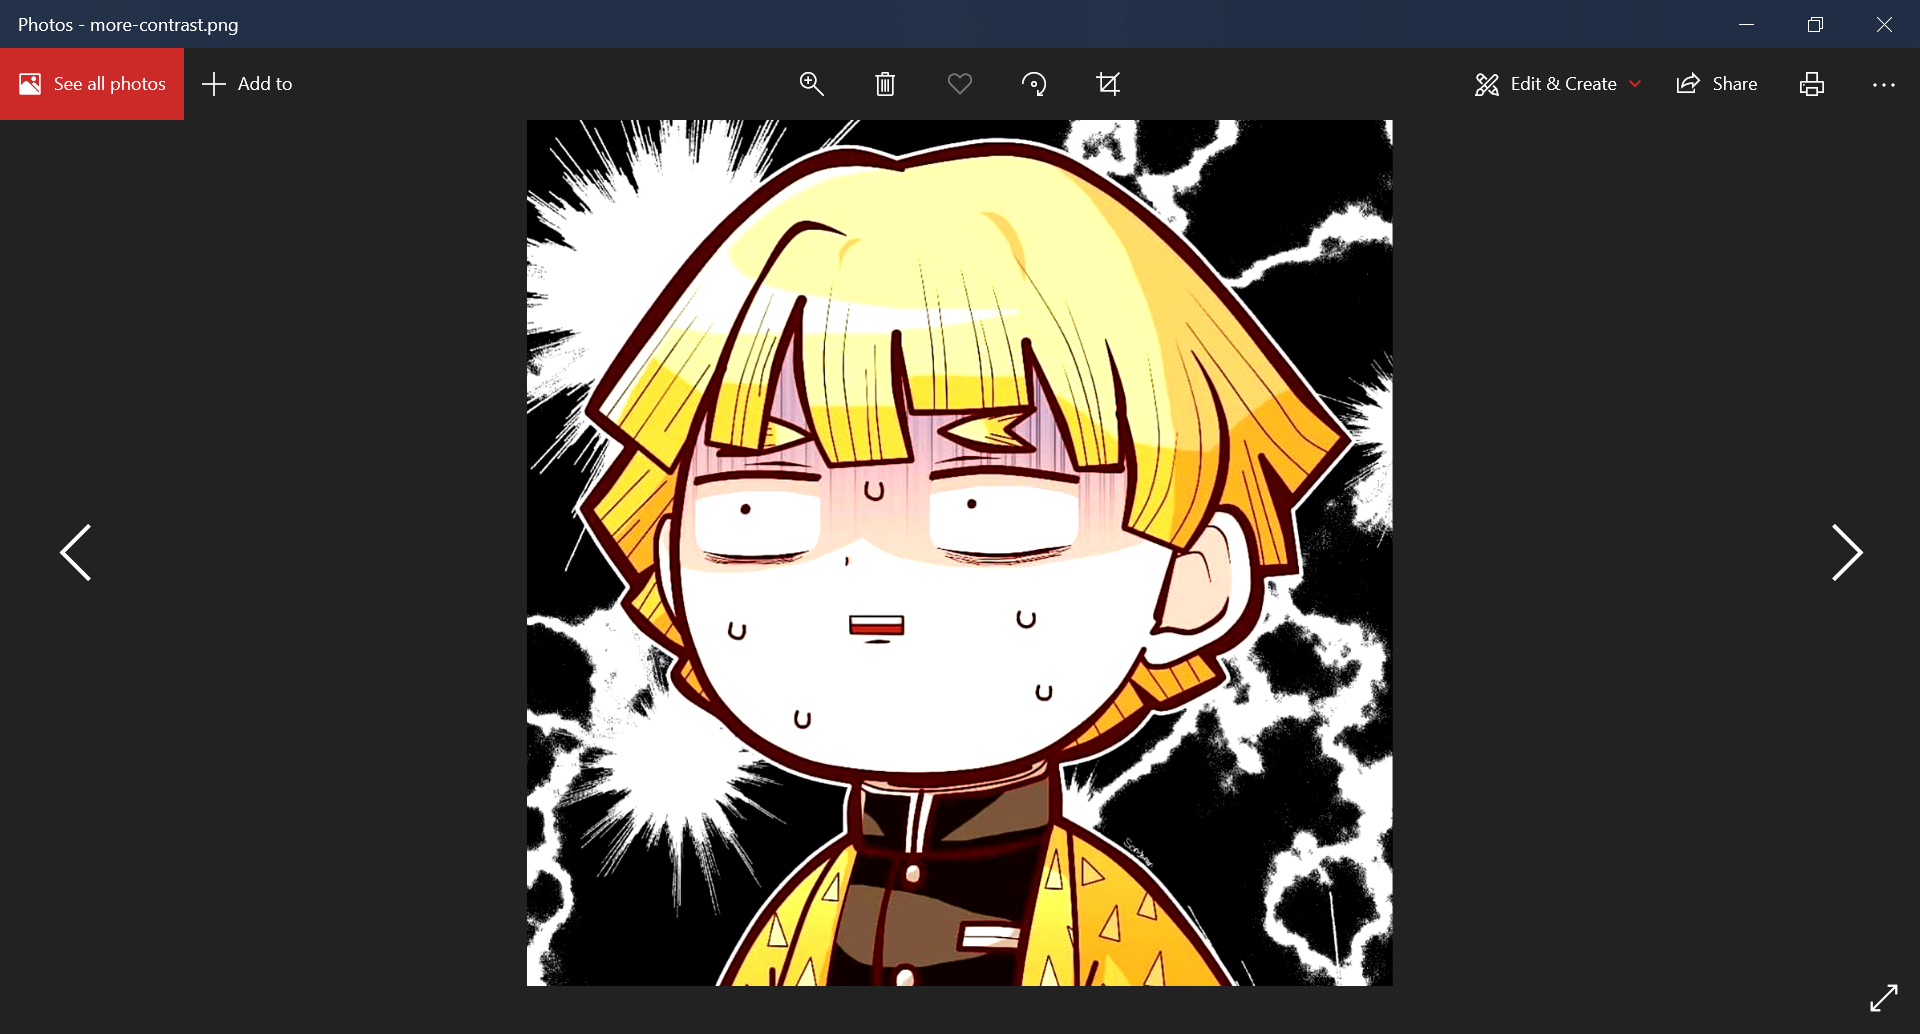 Photos - more-contrast.png
See all photos
Add to
Edit & Create
Share